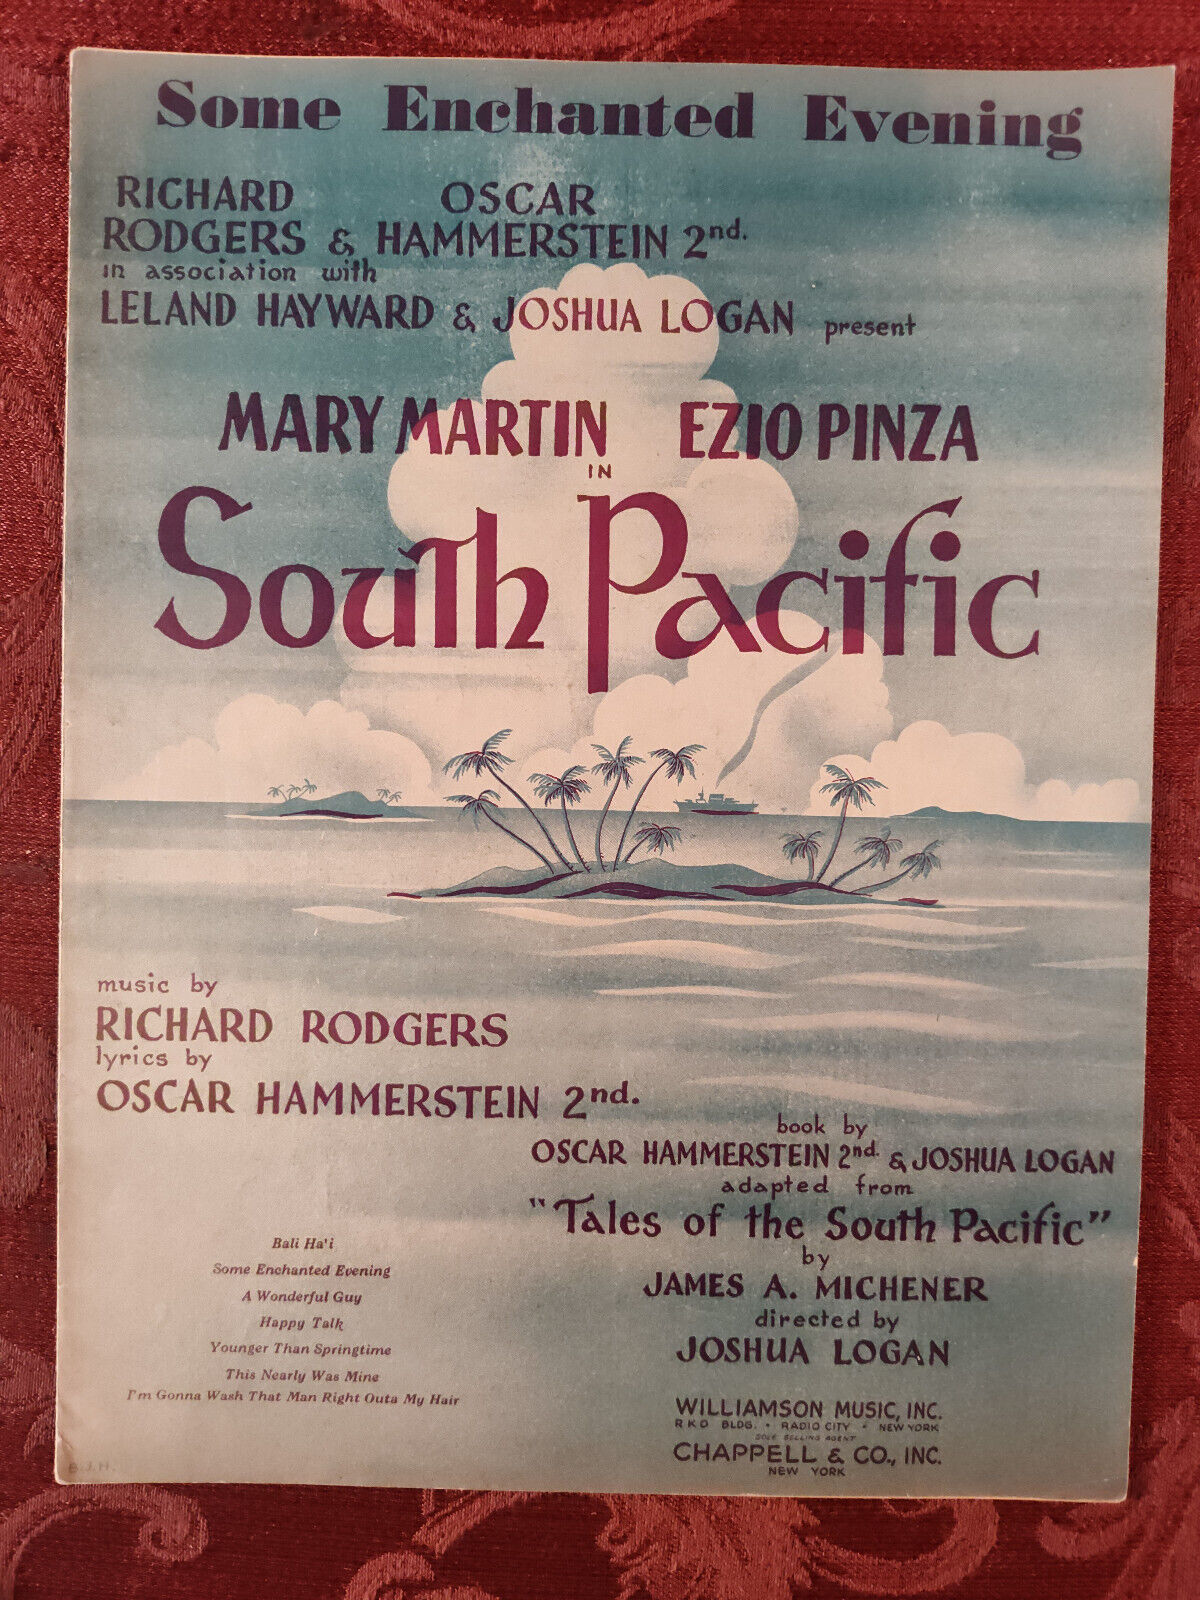 Some Enchanted Evening
RICHARD OSCAR
RODGERS & HAMMERSTEIN 2nd.
in association with
LELAND HAYWARD & JOSHUA LOGAN present
MARY MARTIN EZIO PINZA
IN
South Pacific
music by
RICHARD RODGERS
lyrics by
OSCAR HAMMERSTEIN 2nd.
book by
OSCAR HAMMERSTEIN 2nd. & JOSHUA LOGAN
adapted from
"Tales of the South Pacific"
by
JAMES A. MICHENER
directed by
JOSHUA LOGAN
Bali Ha'i
Some Enchanted Evening
A Wonderful Guy
Happy Talk
Younger Than Springtime
This Nearly Was Mine
I'm Gonna Wash That Man Right Outa My Hair
WILLIAMSON MUSIC, INC.
RKO BLDG. • RADIO CITY • NEW YORK
SOLE SELLING AGENT
CHAPPELL & CO., INC.
NEW YORK
B.J.H.